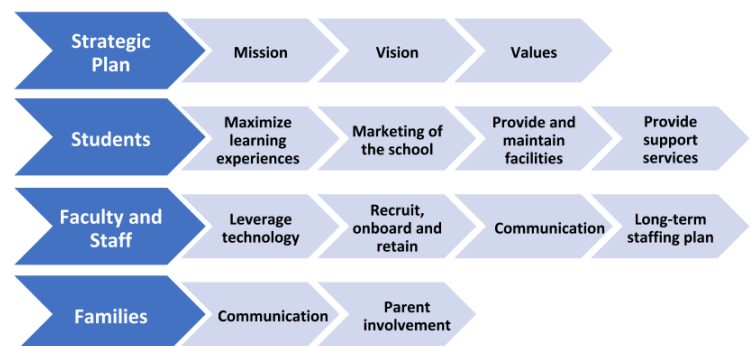 Strategic
Plan
Mission
Vision
Values
Students
Maximize
learning
experiences
Marketing of
the school
Provide and
maintain
facilities
Provide
support
services
Faculty and
Staff
Leverage
technology
Recruit,
onboard and
retain
Communication
Long-term
staffing plan
Families
Communication
Parent
involvement